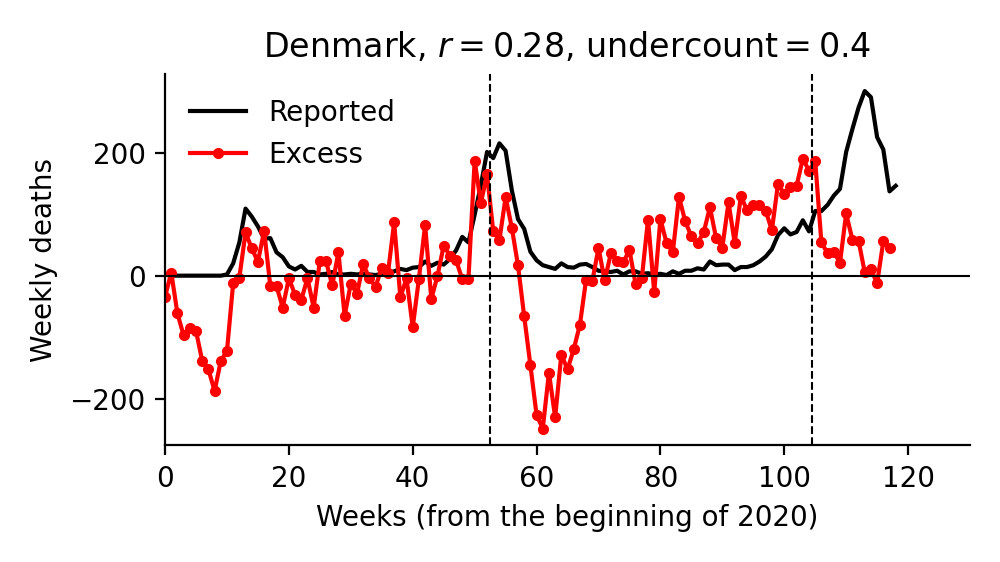 Denmark, r = 0.28, undercount = 0.4
Reported
Excess
Weekly deaths
200
0
−200
0 20 40 60 80 100 120
Weeks (from the beginning of 2020)